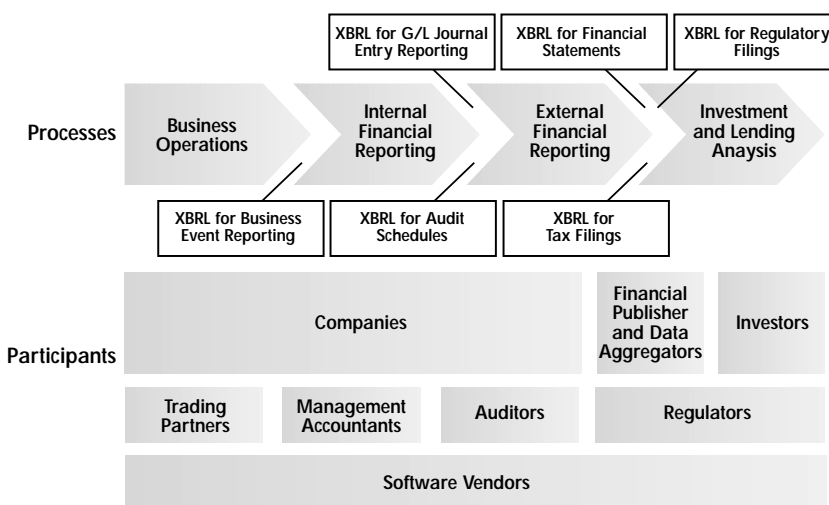 XBRL for G/L Journal
Entry Reporting
XBRL for Financial
Statements
XBRL for Regulatory
Filings
Processes
Business
Operations
Internal
Financial
Reporting
External
Financial
Reporting
Investment
and Lending
Anaysis
XBRL for Business
Event Reporting
XBRL for Audit
Schedules
XBRL for
Tax Filings
Participants
Companies
Financial
Publisher
and Data
Aggregators
Investors
Trading
Partners
Management
Accountants
Auditors
Regulators
Software Vendors